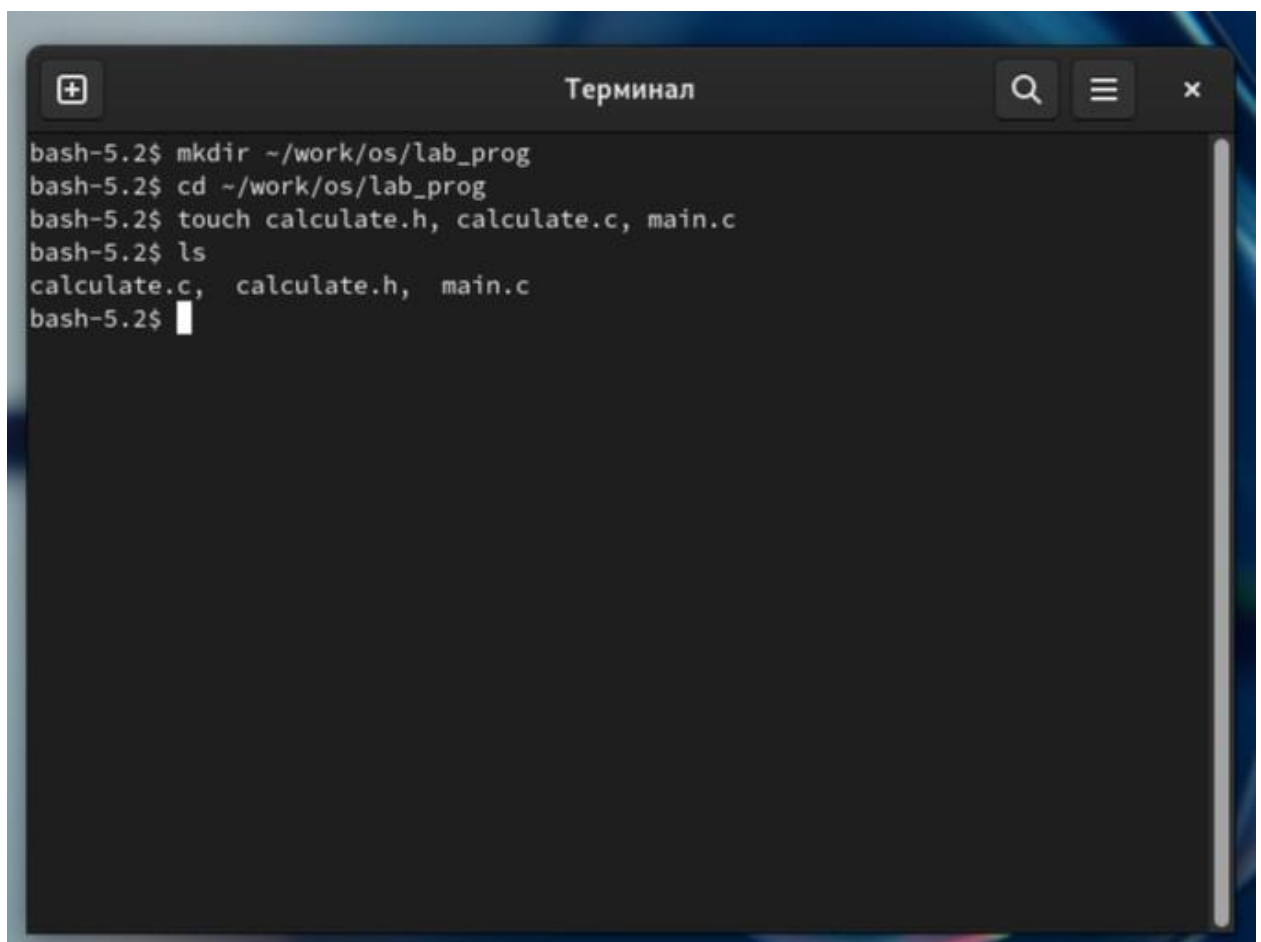 Терминал
bash-5.2$ mkdir ~/work/os/lab_prog
bash-5.2$ cd ~/work/os/lab_prog
bash-5.2$ touch calculate.h, calculate.c, main.c
bash-5.2$ ls
calculate.c,  calculate.h,  main.c
bash-5.2$